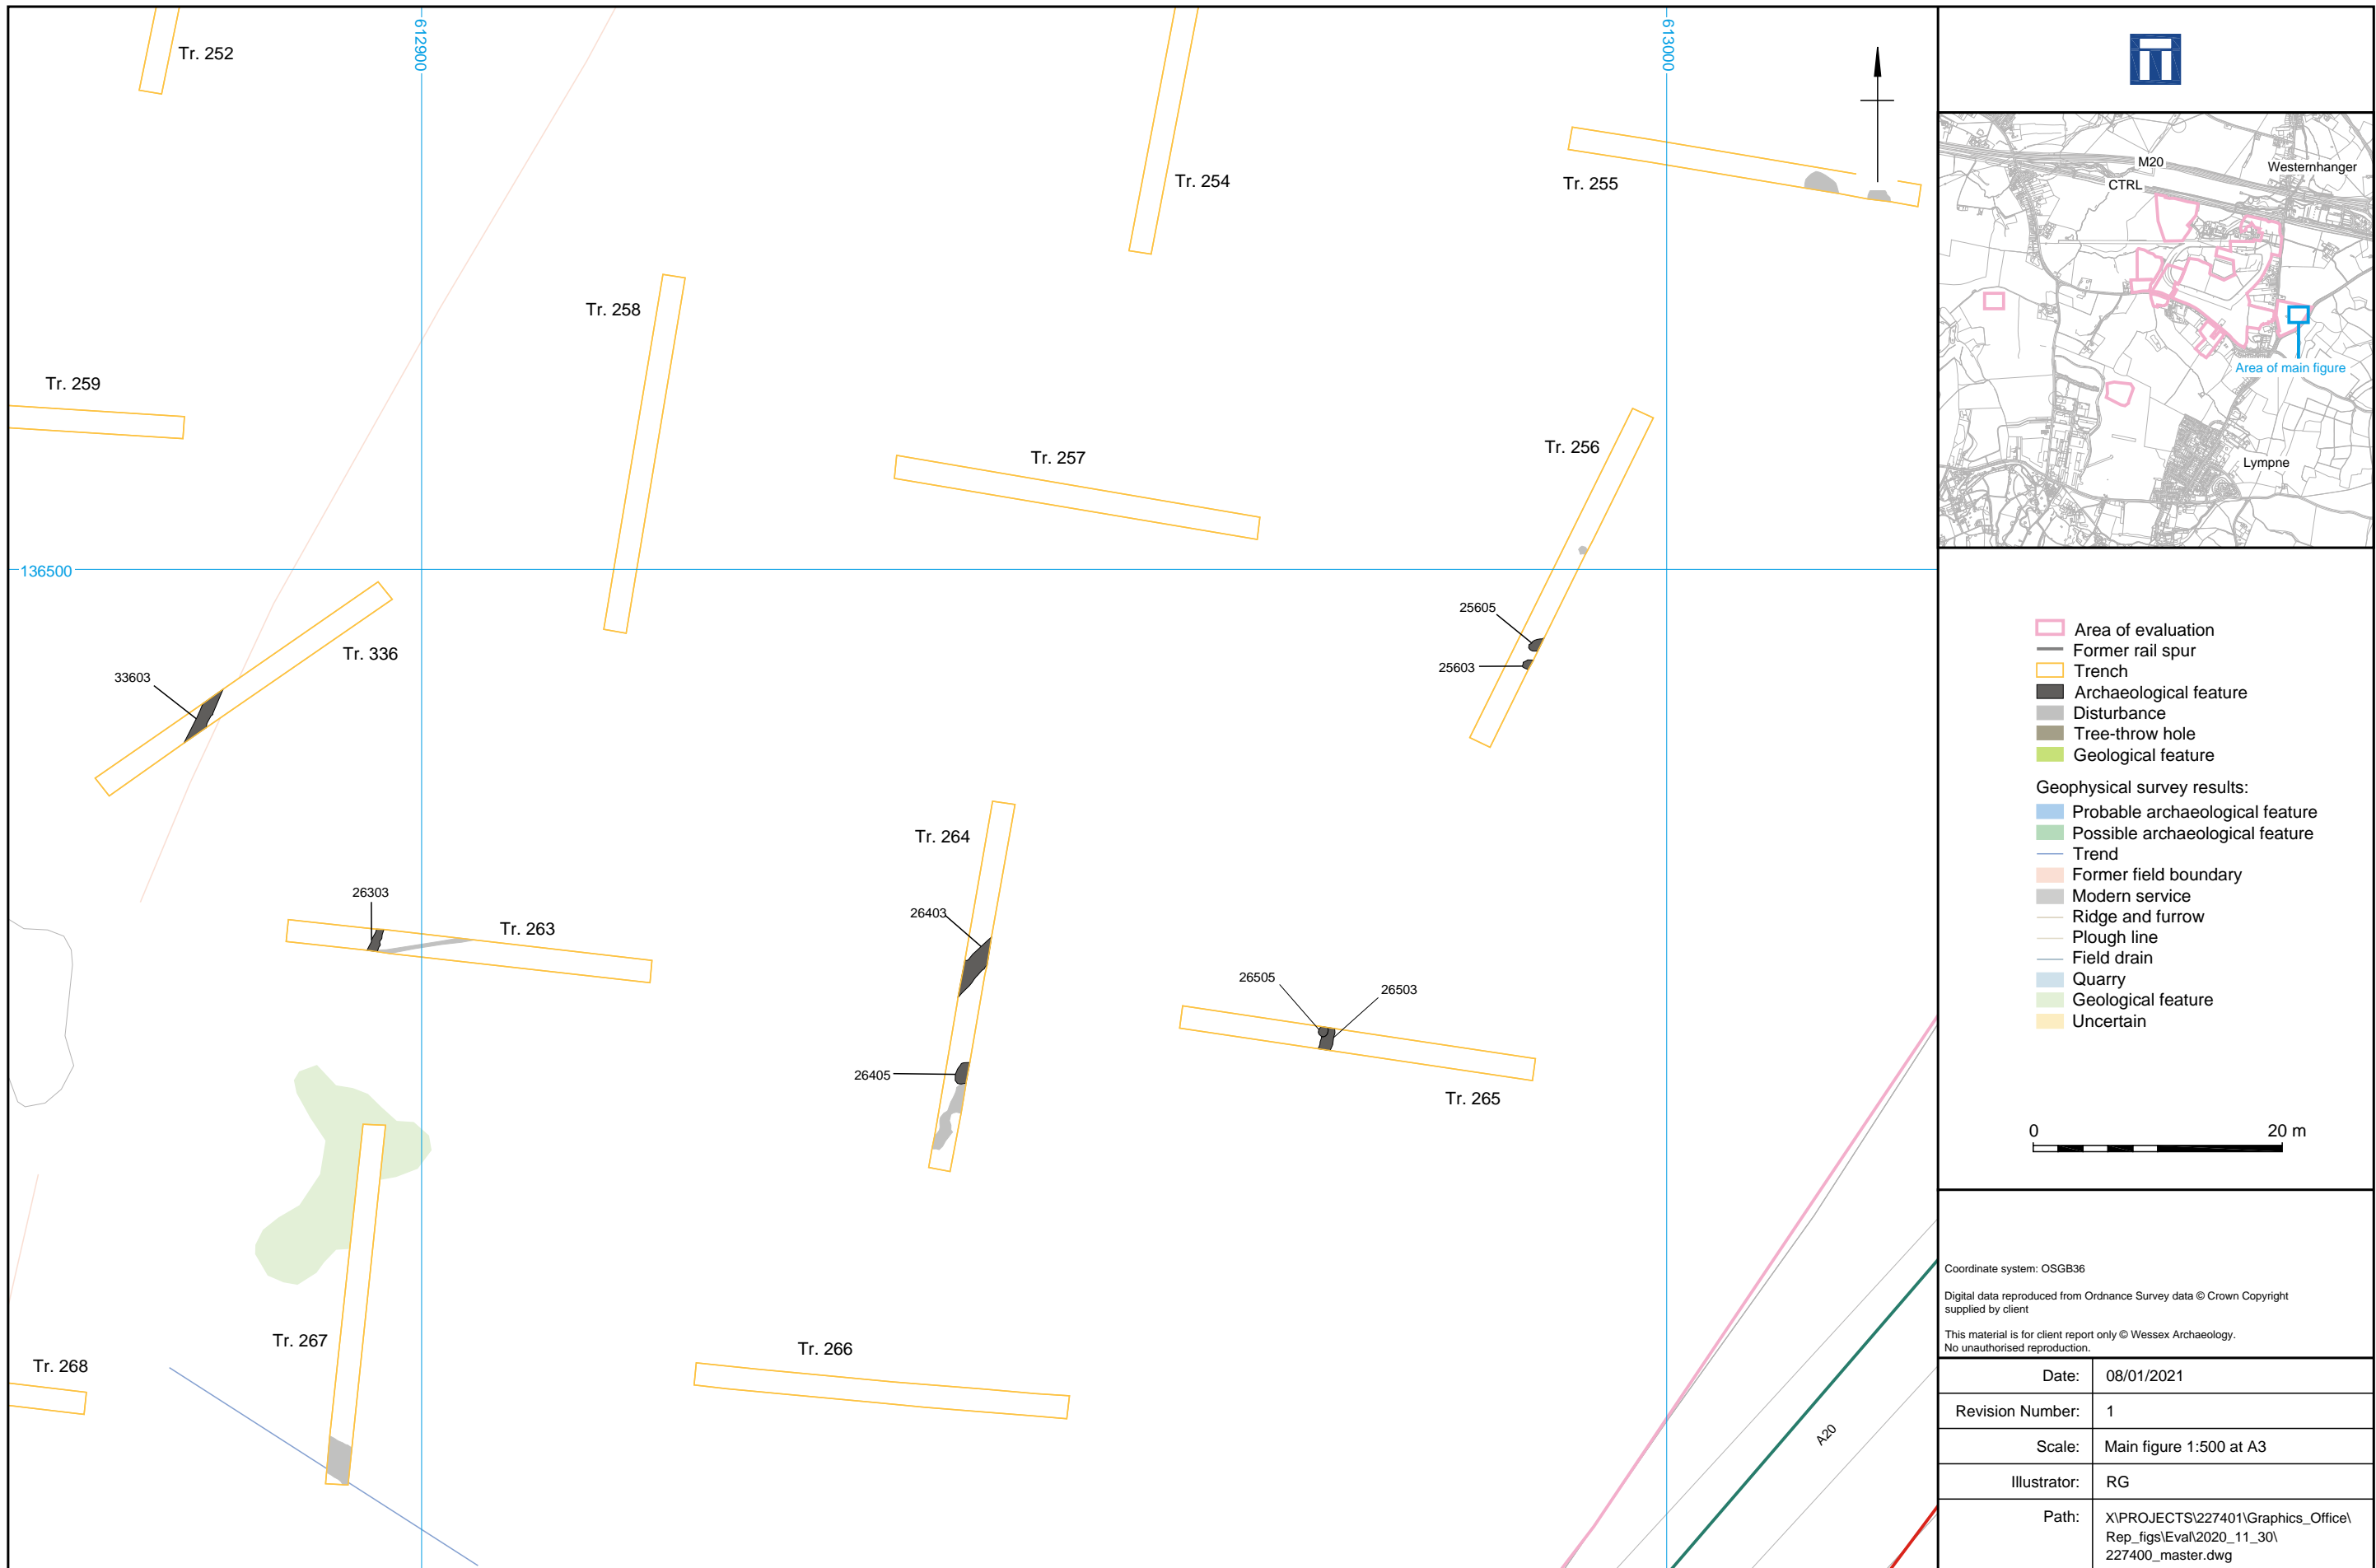 Tr. 252
612900
613000
Tr. 254
Tr. 255
Tr. 258
Tr. 259
Tr. 257
Tr. 256
136500
25605
25603
Tr. 336
33603
Tr. 264
26303
Tr. 263
26403
26505
26503
26405
Tr. 265
Tr. 267
Tr. 266
Tr. 268
A20
M20
Westernhanger
CTRL
Area of main figure
Lympne
Area of evaluation
Former rail spur
Trench
Archaeological feature
Disturbance
Tree-throw hole
Geological feature
Geophysical survey results:
Probable archaeological feature
Possible archaeological feature
Trend
Former field boundary
Modern service
Ridge and furrow
Plough line
Field drain
Quarry
Geological feature
Uncertain
0 20 m
Coordinate system: OSGB36
Digital data reproduced from Ordnance Survey data © Crown Copyright
supplied by client
This material is for client report only © Wessex Archaeology.
No unauthorised reproduction.
Date: 08/01/2021
Revision Number: 1
Scale: Main figure 1:500 at A3
Illustrator: RG
Path: X\PROJECTS\227401\Graphics_Office\
Rep_figs\Eval\2020_11_30\
227400_master.dwg